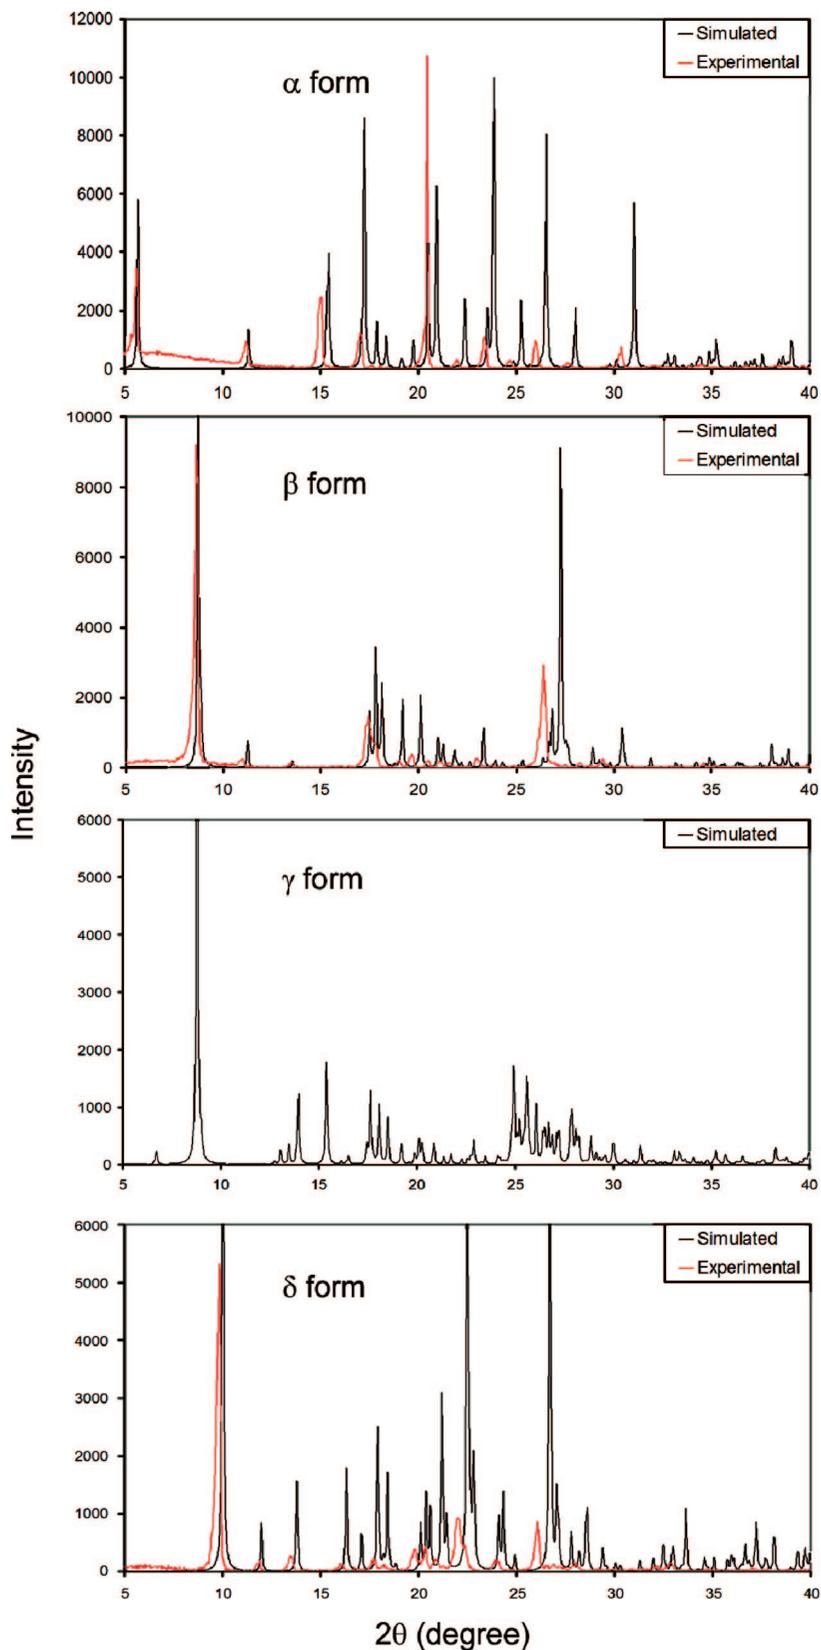 12000
Simulated
Experimental
10000
α form
8000
6000
4000
2000
0
5 10 15 20 25 30 35 40
10000
Simulated
Experimental
β form
8000
6000
4000
2000
0
5 10 15 20 25 30 35 40
Intensity
6000
Simulated
γ form
5000
4000
3000
2000
1000
0
5 10 15 20 25 30 35 40
6000
Simulated
Experimental
δ form
5000
4000
3000
2000
1000
0
5 10 15 20 25 30 35 40
2θ (degree)